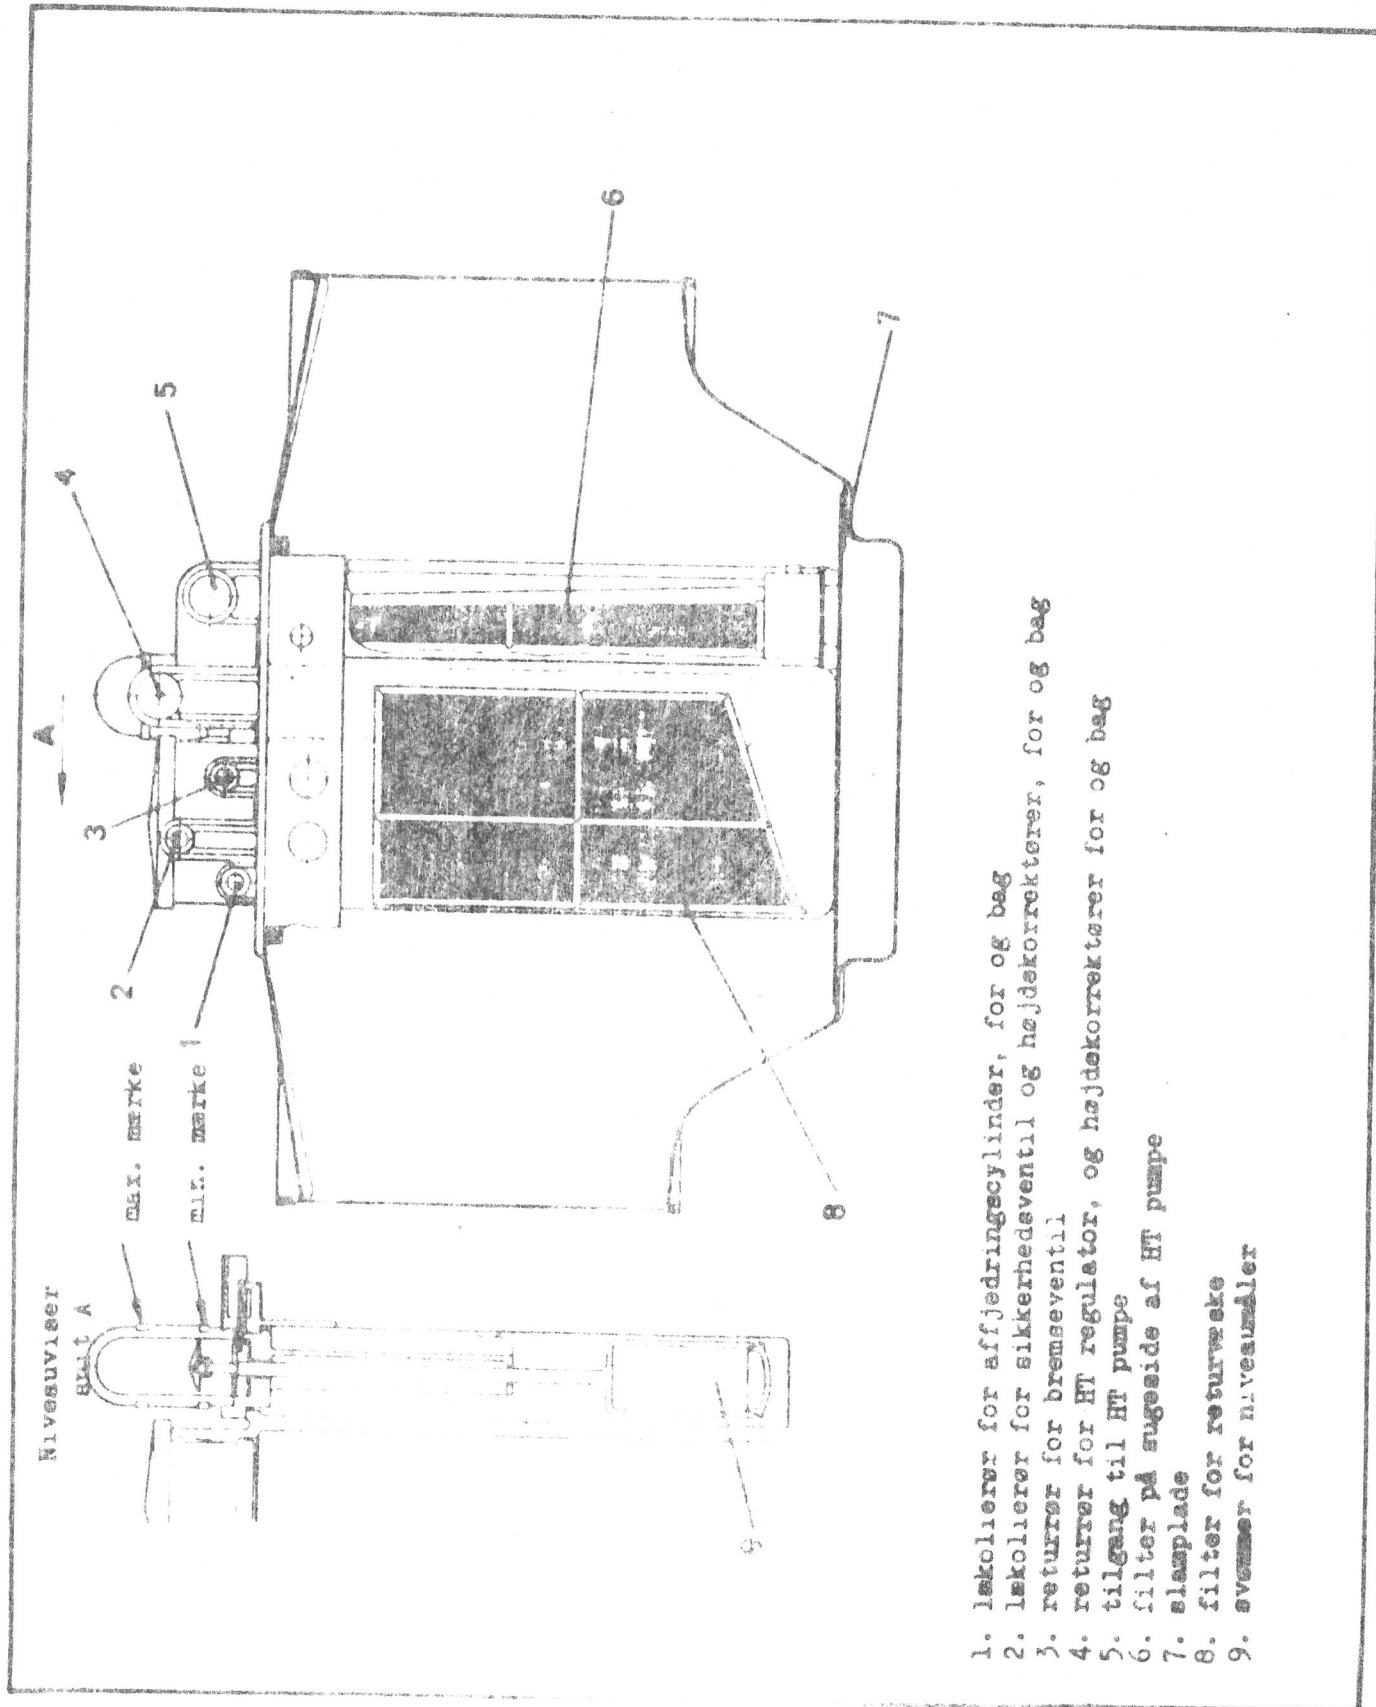 Niveauviser
snit A
max. mærke
min. mærke
1
2
3
A
4
5
6
7
8
9
1. lækolierør for affjedringscylinder, for og bag
2. lækolierør for sikkerhedsventil og højdekorrektører, for og bag
3. returrør for bremseventil
4. returrør for HT regulator, og højdekorrektører for og bag
5. tilgang til HT pumpe
6. filter på sugeside af HT pumpe
7. slamplade
8. filter for returvæske
9. svømmer for niveaumåler